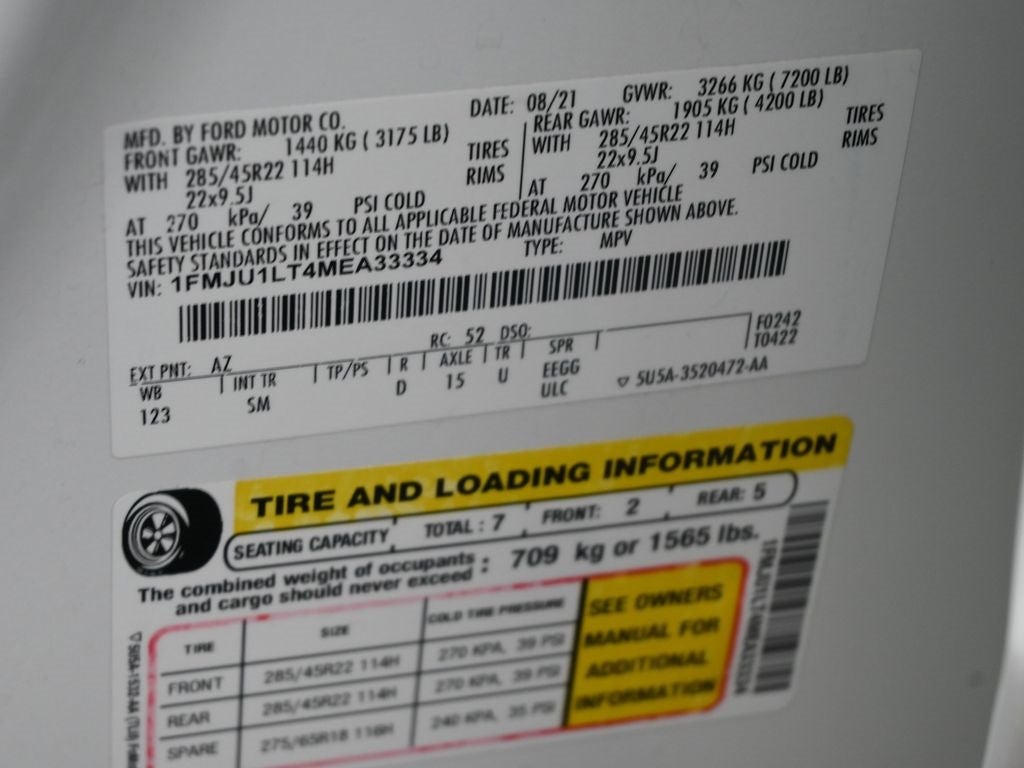 MFD. BY FORD MOTOR CO.
DATE: 08/21 GVWR: 3266 KG ( 7200 LB)
FRONT GAWR: 1440 KG ( 3175 LB)
REAR GAWR: 1905 KG ( 4200 LB)
WITH 285/45R22 114H TIRES
WITH 285/45R22 114H TIRES
22x9.5J RIMS
22x9.5J RIMS
AT 270 kPa/ 39 PSI COLD
AT 270 kPa/ 39 PSI COLD
THIS VEHICLE CONFORMS TO ALL APPLICABLE FEDERAL MOTOR VEHICLE
SAFETY STANDARDS IN EFFECT ON THE DATE OF MANUFACTURE SHOWN ABOVE.
VIN: 1FMJU1LT4MEA33334 TYPE: MPV
EXT PNT: AZ RC: 52 DSO: F0242
T0422
WB INT TR TP/PS R AXLE TR SPR
123 SM D 15 U EEGG
ULC
5U5A-3520472-AA
TIRE AND LOADING INFORMATION
SEATING CAPACITY TOTAL : 7 FRONT: 2 REAR: 5
The combined weight of occupants
and cargo should never exceed : 709 kg or 1565 lbs.
TIRE SIZE COLD TIRE PRESSURE
FRONT 285/45R22 114H 270 KPA, 39 PSI
REAR 285/45R22 114H 270 KPA, 39 PSI
SPARE 275/65R18 116H 240 KPA, 35 PSI
SEE OWNERS
MANUAL FOR
ADDITIONAL
INFORMATION
1FMJU1LT4MEA33334